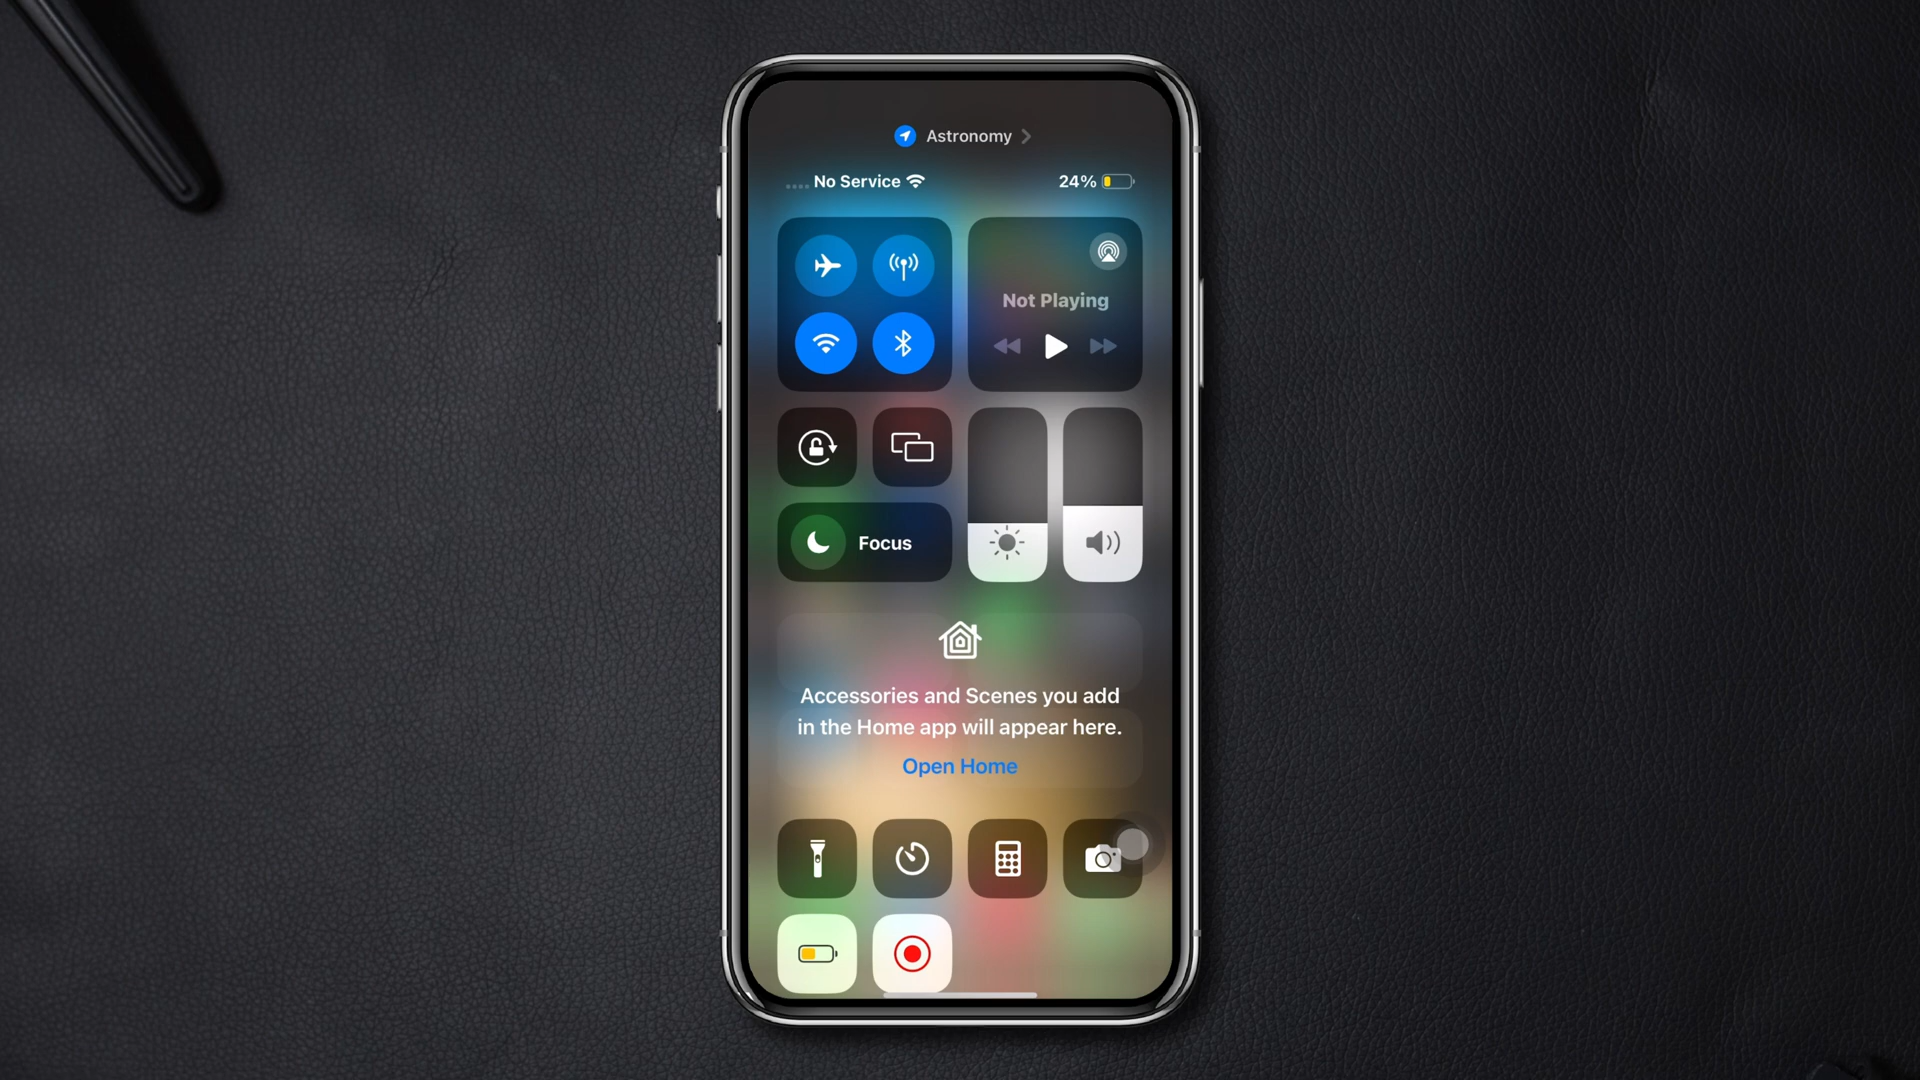 Astronomy
No Service
24%
Not Playing
Focus
Accessories and Scenes you add
in the Home app will appear here.
Open Home